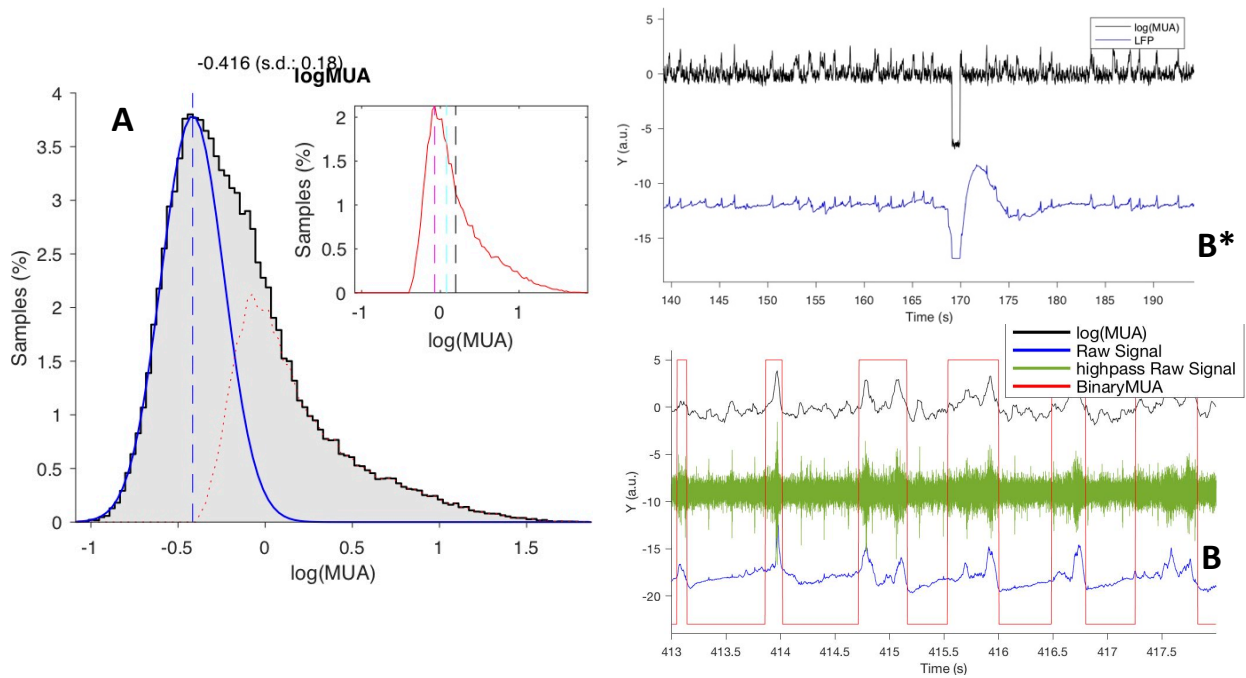 -0.416 (s.d.: 0.18)
logMUA
A
4
3.5
3
2.5
2
1.5
1
0.5
0
Samples (%)
-1
-0.5
0
0.5
1
1.5
log(MUA)
2
1.5
1
0.5
0
Samples (%)
-1
0
1
log(MUA)
log(MUA)
LFP
5
0
-5
-10
-15
Y (a.u.)
B*
140
145
150
155
160
165
170
175
180
185
190
Time (s)
log(MUA)
Raw Signal
highpass Raw Signal
BinaryMUA
5
0
-5
-10
-15
-20
Y (a.u.)
B
413
413.5
414
414.5
415
415.5
416
416.5
417
417.5
Time (s)